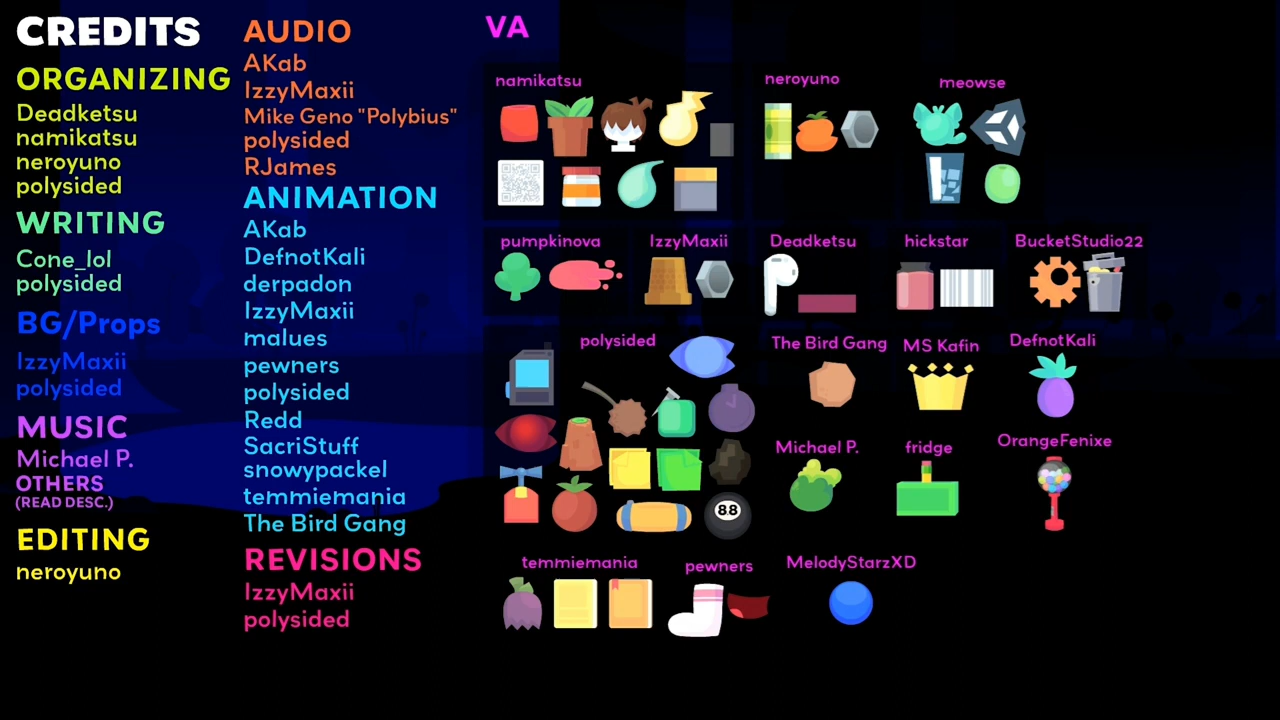 CREDITS
ORGANIZING
Deadketsu
namikatsu
neroyuno
polysided
WRITING
Cone_lol
polysided
BG/Props
IzzyMaxii
polysided
MUSIC
Michael P.
OTHERS
(READ DESC.)
EDITING
neroyuno
AUDIO
AKab
IzzyMaxii
Mike Geno "Polybius"
polysided
RJames
ANIMATION
AKab
DefnotKali
derpadon
IzzyMaxii
malues
pewners
polysided
Redd
SacriStuff
snowypackel
temmiemania
The Bird Gang
REVISIONS
IzzyMaxii
polysided
VA
namikatsu
neroyuno
meowse
pumpkinova
IzzyMaxii
Deadketsu
hickstar
BucketStudio22
polysided
The Bird Gang
MS Kafin
DefnotKali
Michael P.
fridge
OrangeFenixe
8.8
temmiemania
pewners
MelodyStarzXD